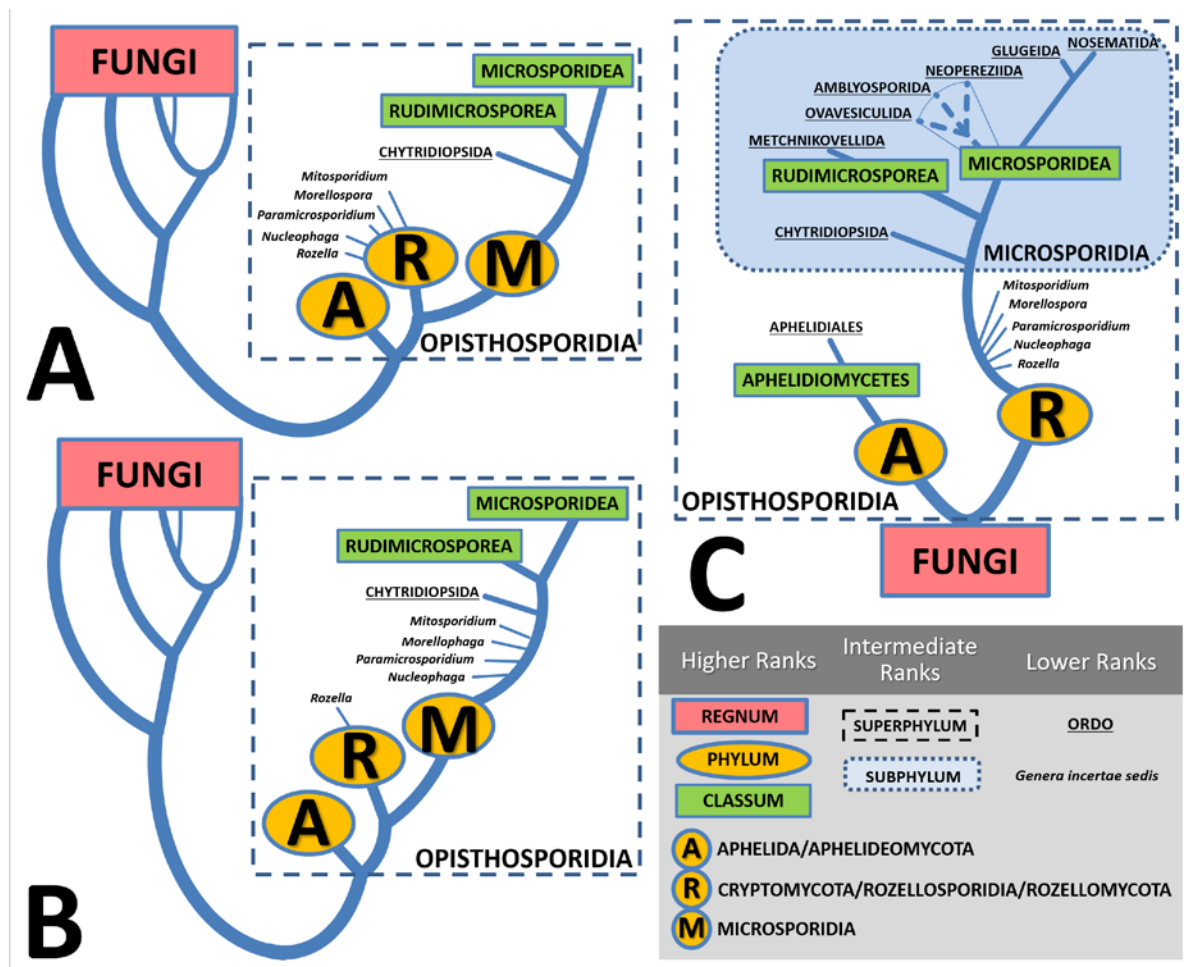 FUNGI
MICROSPORIDEA
RUDIMICROSPOREA
CHYTRIDIOPSIDA
Mitosporidium
Morellospora
Paramicrosporidium
Nucleophaga
Rozella
A
R
M
OPISTHOSPORIDIA
A
FUNGI
MICROSPORIDEA
RUDIMICROSPOREA
CHYTRIDIOPSIDA
Mitosporidium
Morellophaga
Paramicrosporidium
Nucleophaga
Rozella
A
R
M
OPISTHOSPORIDIA
B
NOSEMATIDA
GLUGEIDA
NEOPEREZIIDA
AMBLYOSPORIDA
OVAVESICULIDA
METCHNIKOVELLIDA
MICROSPORIDEA
RUDIMICROSPOREA
CHYTRIDIOPSIDA
MICROSPORIDIA
Mitosporidium
Morellospora
Paramicrosporidium
Nucleophaga
Rozella
APHELIDIALES
APHELIDIOMYCETES
A
R
OPISTHOSPORIDIA
FUNGI
C
Higher Ranks
Intermediate
Ranks
Lower Ranks
REGNUM
SUPERPHYLUM
ORDO
PHYLUM
SUBPHYLUM
Genera incertae sedis
CLASSUM
A APHELIDA/APHELIDEOMYCOTA
R CRYPTOMYCOTA/ROZELLOSPORIDIA/ROZELLOMYCOTA
M MICROSPORIDIA